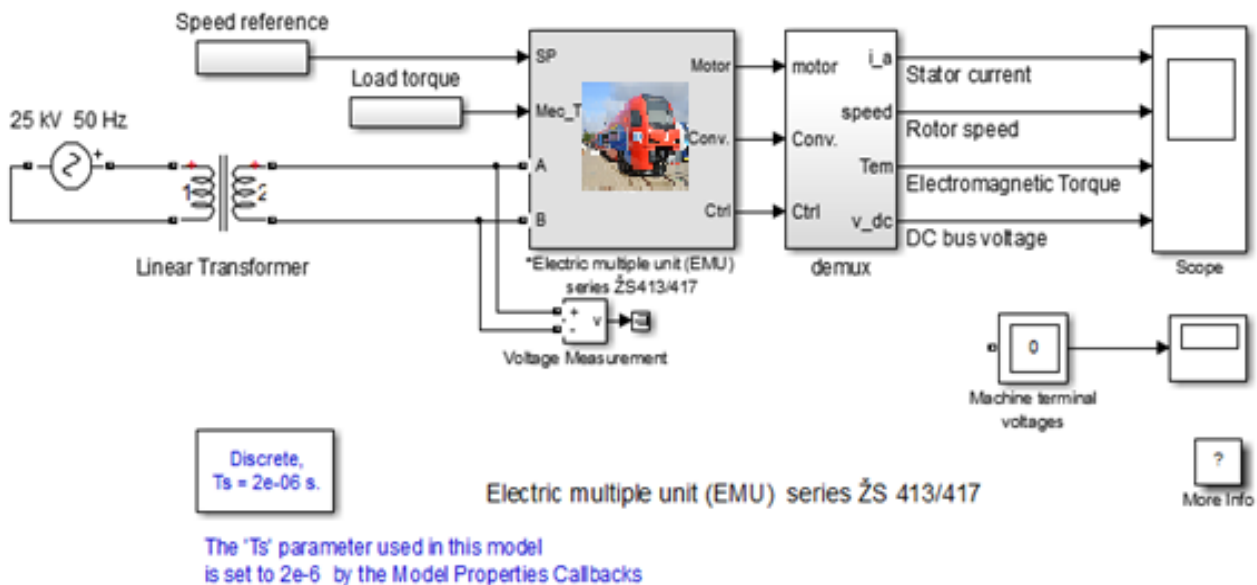 Speed reference
Load torque
25 kV 50 Hz
+
1
2
Linear Transformer
SP
Mec_T
A
B
Motor
Conv.
Ctrl
*Electric multiple unit (EMU)
series ŽS413/417
motor
Conv.
Ctrl
i_a
speed
Tem
v_dc
demux
Stator current
Rotor speed
Electromagnetic Torque
DC bus voltage
Scope
+
-
v
Voltage Measurement
0
Machine terminal
voltages
?
More Info
Discrete,
Ts = 2e-06 s.
Electric multiple unit (EMU) series ŽS 413/417
The 'Ts' parameter used in this model
is set to 2e-6 by the Model Properties Callbacks